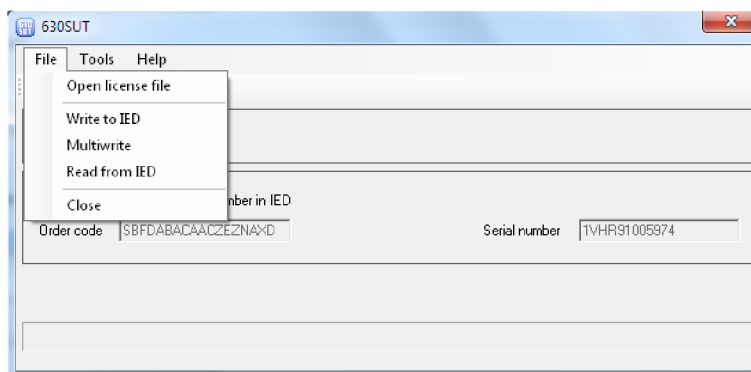 630SUT
File Tools Help
Open license file
Write to IED
Multiwrite
Read from IED
Close
mber in IED
Order code SBFDABACAACZEZNAXD Serial number 1VHR91005974